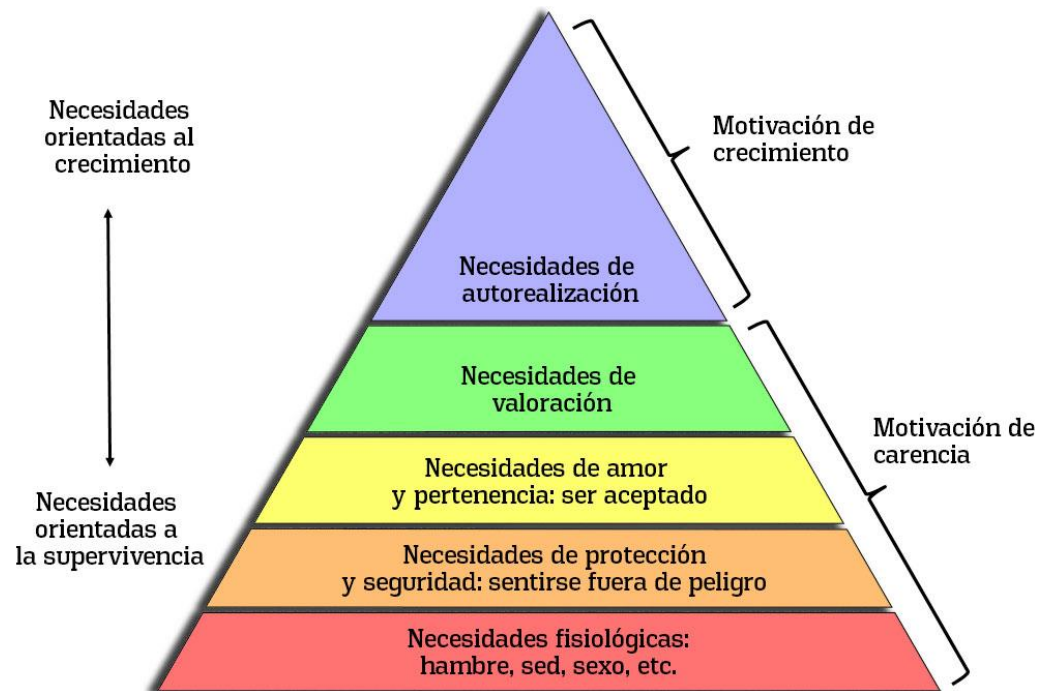 Necesidades
orientadas al
crecimiento
Motivación de
crecimiento
Necesidades de
autorealización
Necesidades de
valoración
Motivación de
carencia
Necesidades de amor
y pertenencia: ser aceptado
Necesidades
orientadas a
la supervivencia
Necesidades de protección
y seguridad: sentirse fuera de peligro
Necesidades fisiológicas:
hambre, sed, sexo, etc.